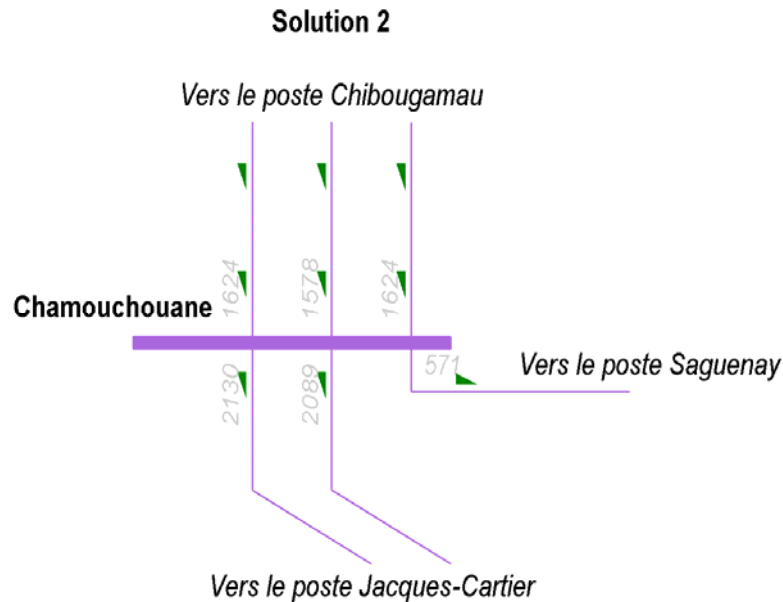 Solution 2
Vers le poste Chibougamau
1624
1578
1624
Chamouchouane
2130
2089
571
Vers le poste Saguenay
Vers le poste Jacques-Cartier